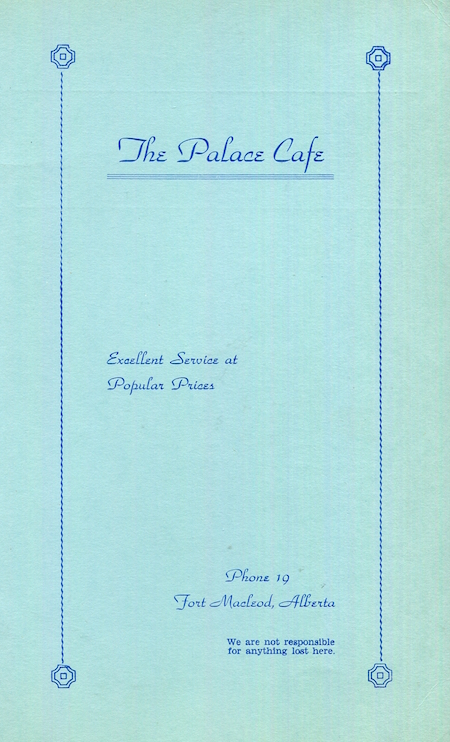 The Palace Cafe
Excellent Service at
Popular Prices
Phone 19
Fort Macleod, Alberta
We are not responsible
for anything lost here.